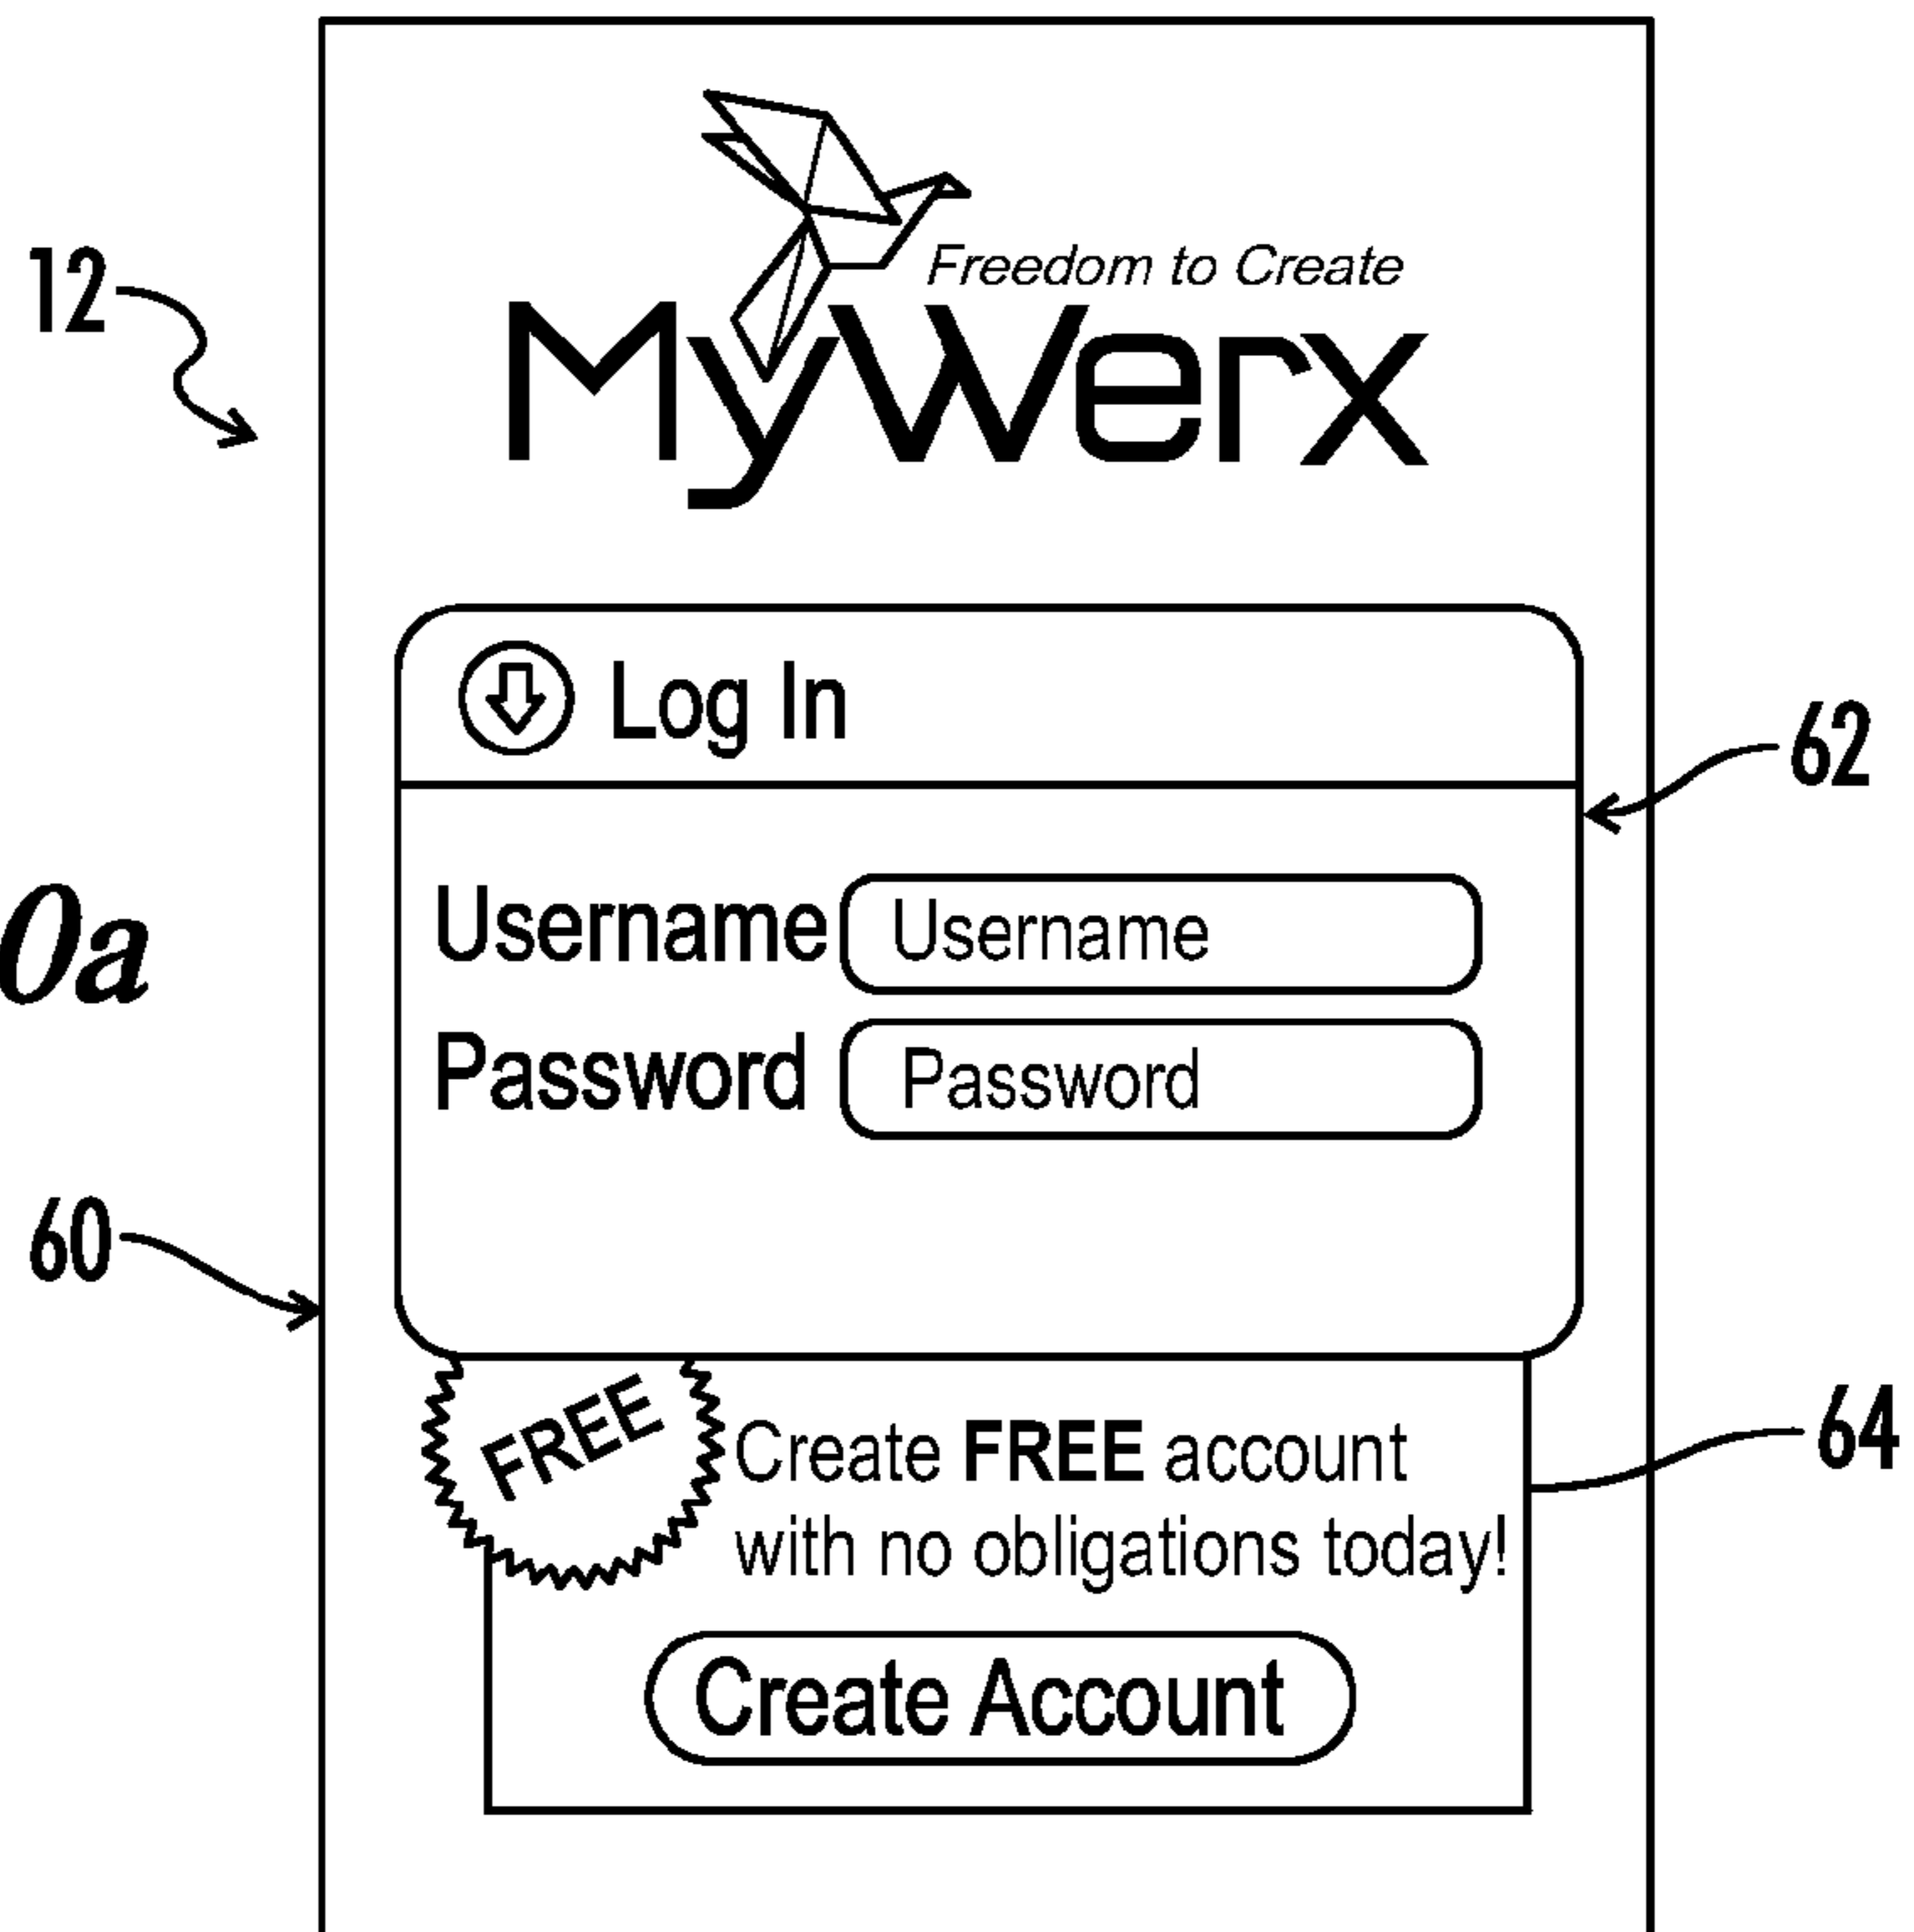 12
Freedom to Create
MyWerx
Log In
62
Username Username
0a
Password Password
60
FREE
Create FREE account
64
with no obligations today!
Create Account